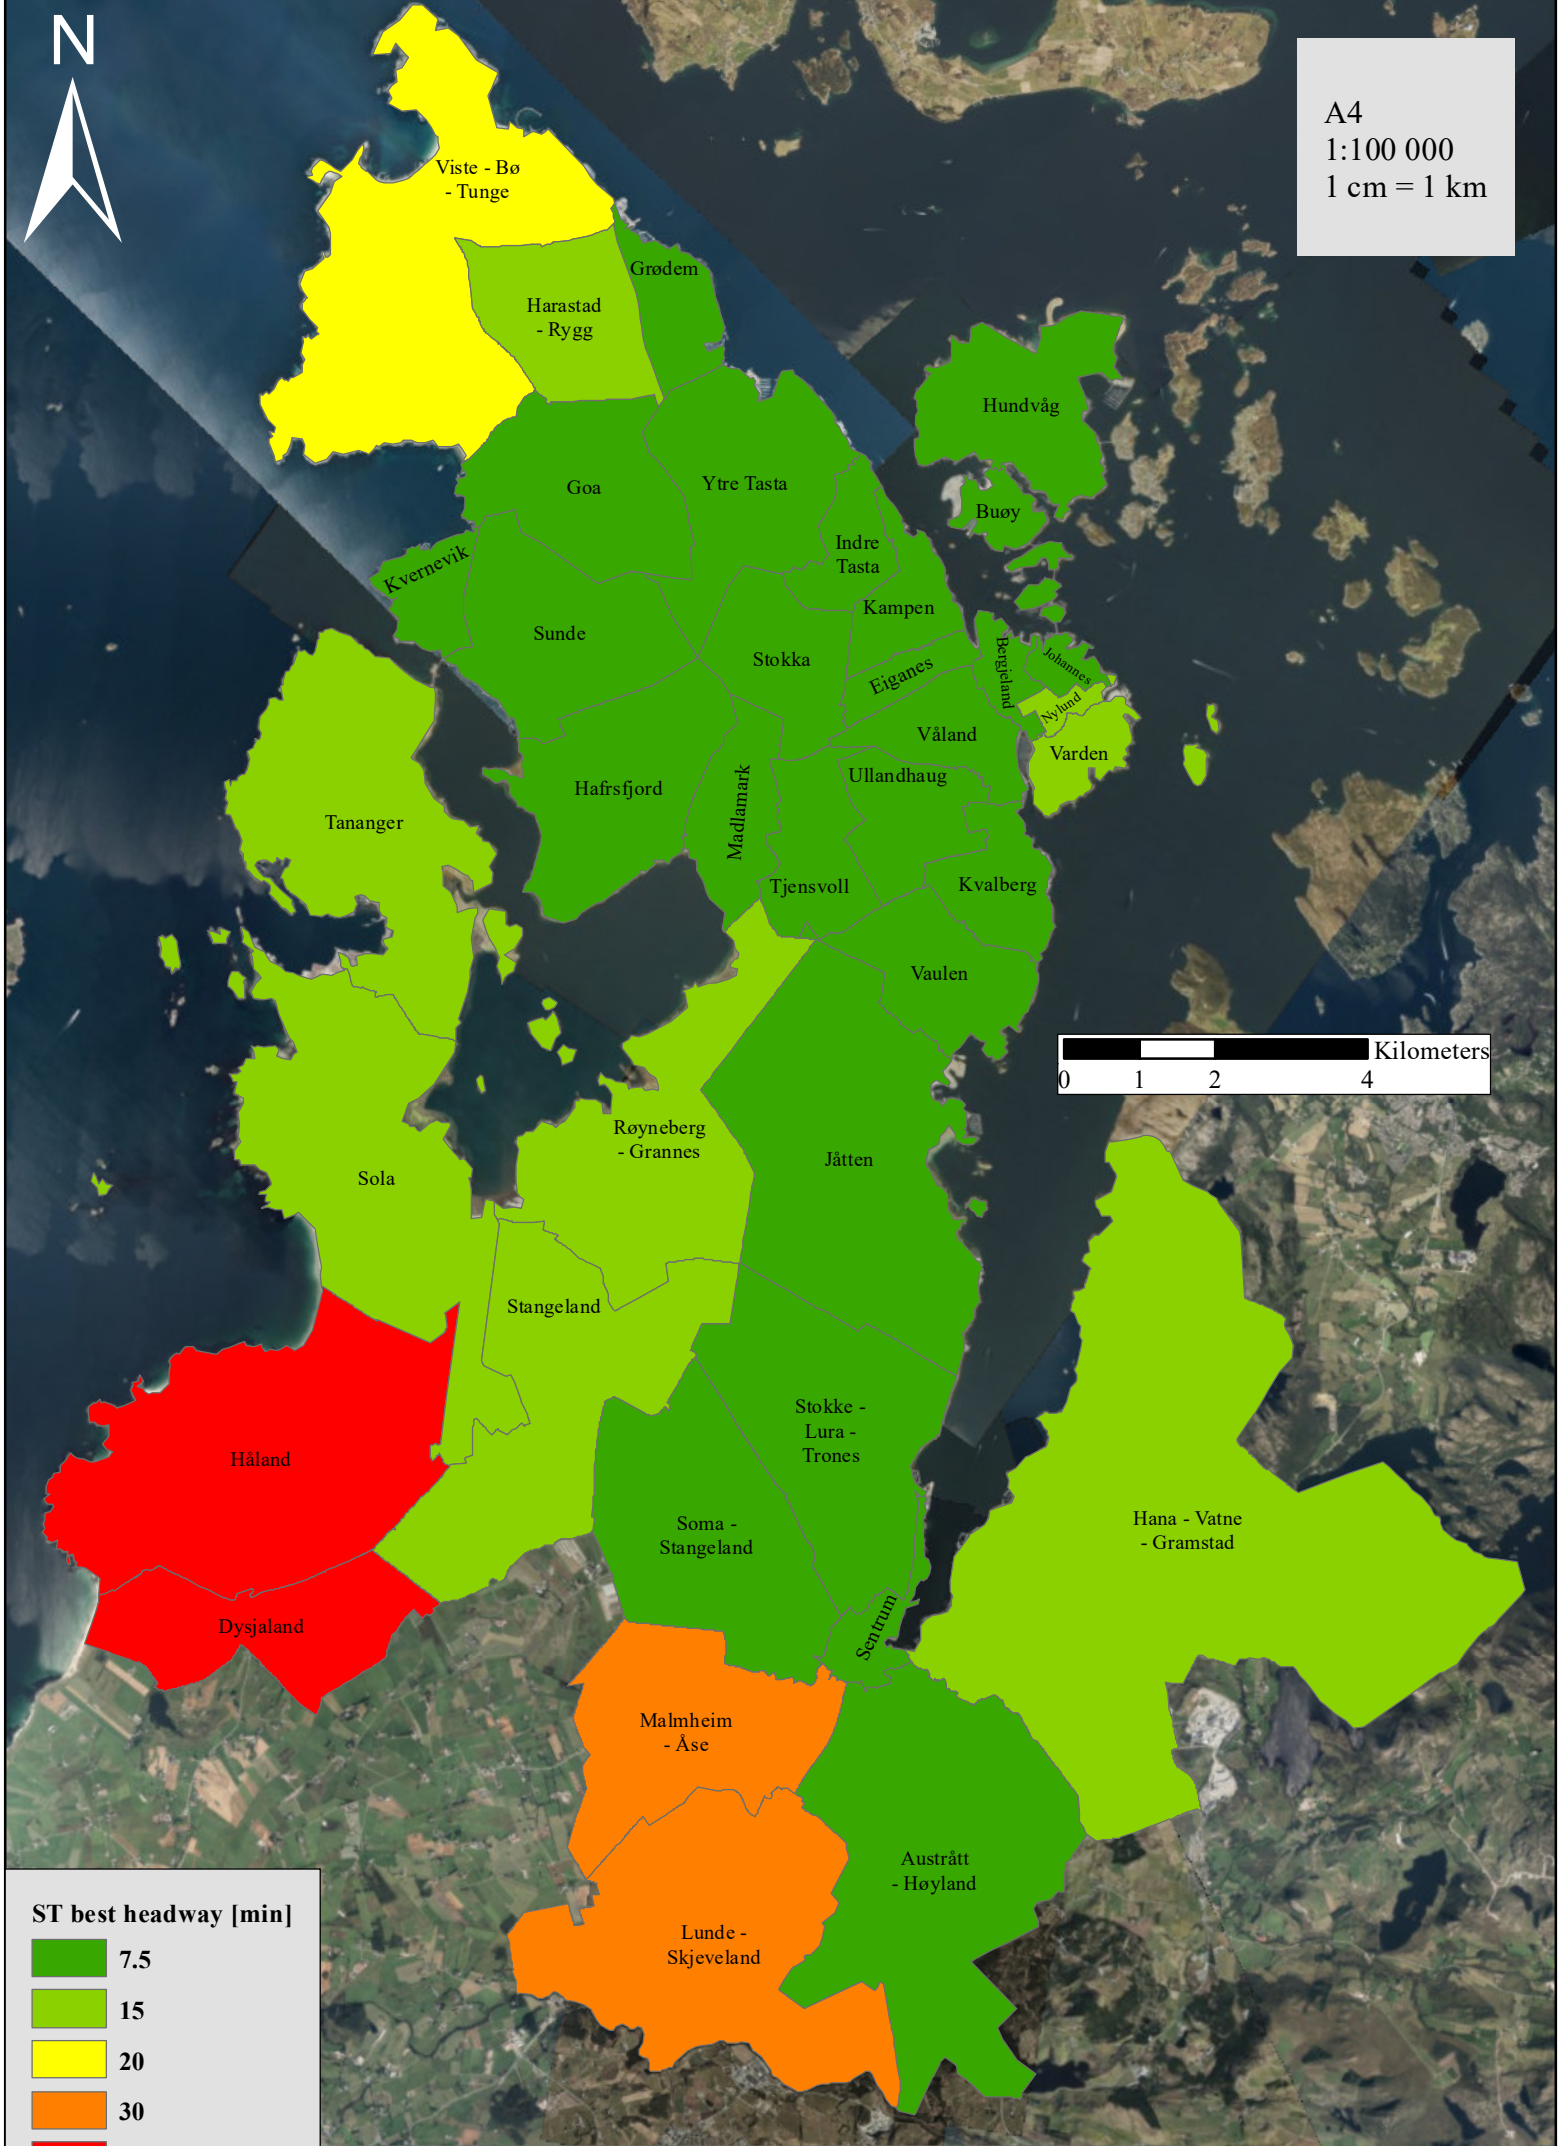 N
A4
1:100 000
1 cm = 1 km
Viste - Bø
- Tunge
Grødem
Harastad
- Rygg
Hundvåg
Goa
Ytre Tasta
Buøy
Indre
Tasta
Kvernevik
Kampen
Sunde
Stokka
Eiganes
Bergjeland
Johannes
Nylund
Våland
Varden
Ullandhaug
Hafrsfjord
Madlamark
Tananger
Tjensvoll
Kvalberg
Vaulen
Kilometers
0 1 2 4
Røyneberg
- Grannes
Jåtten
Sola
Stangeland
Stokke -
Lura -
Trones
Håland
Soma -
Stangeland
Hana - Vatne
- Gramstad
Sentrum
Dysjaland
Malmheim
- Åse
Austrått
- Høyland
Lunde -
Skjeveland
ST best headway [min]
7.5
15
20
30